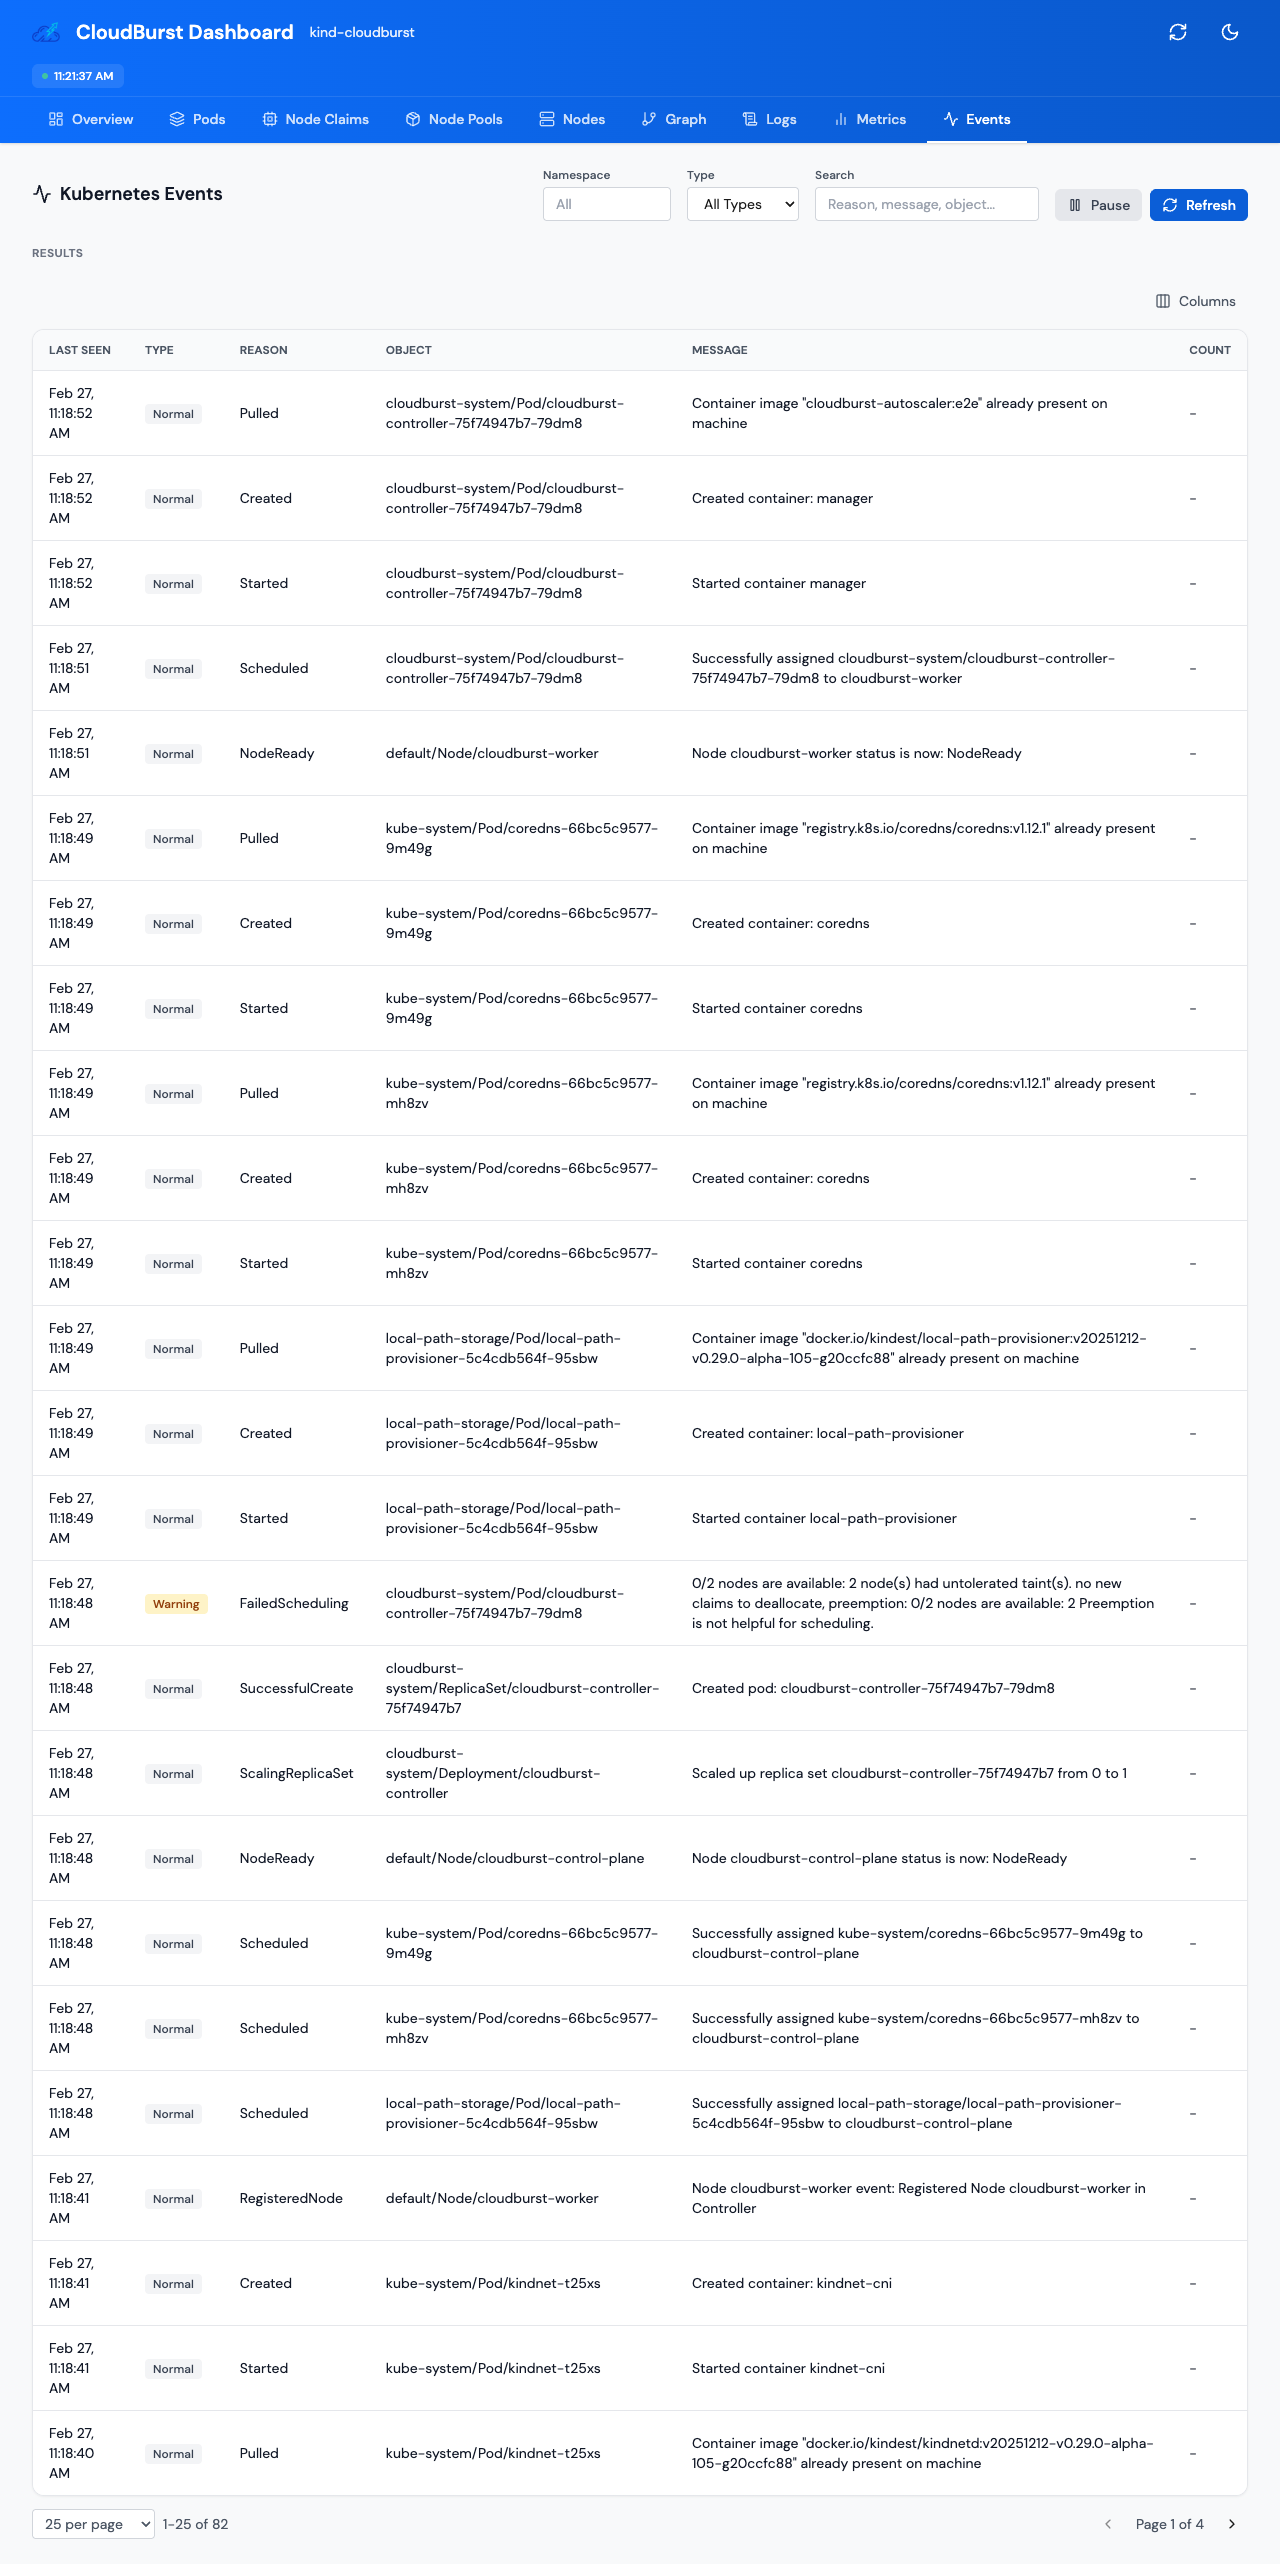 CloudBurst Dashboard kind-cloudburst
11:21:37 AM
Overview Pods Node Claims Node Pools Nodes Graph Logs Metrics Events
Kubernetes Events
Namespace Type Search
All All Types Reason, message, object... Pause Refresh
RESULTS
Columns
LAST SEEN TYPE REASON OBJECT MESSAGE COUNT
Feb 27,
11:18:52
AM
Normal
Pulled
cloudburst-system/Pod/cloudburst-
controller-75f74947b7-79dm8
Container image "cloudburst-autoscaler:e2e" already present on
machine
-
Feb 27,
11:18:52
AM
Normal
Created
cloudburst-system/Pod/cloudburst-
controller-75f74947b7-79dm8
Created container: manager
-
Feb 27,
11:18:52
AM
Normal
Started
cloudburst-system/Pod/cloudburst-
controller-75f74947b7-79dm8
Started container manager
-
Feb 27,
11:18:51
AM
Normal
Scheduled
cloudburst-system/Pod/cloudburst-
controller-75f74947b7-79dm8
Successfully assigned cloudburst-system/cloudburst-controller-
75f74947b7-79dm8 to cloudburst-worker
-
Feb 27,
11:18:51
AM
Normal
NodeReady
default/Node/cloudburst-worker
Node cloudburst-worker status is now: NodeReady
-
Feb 27,
11:18:49
AM
Normal
Pulled
kube-system/Pod/coredns-66bc5c9577-
9m49g
Container image "registry.k8s.io/coredns/coredns:v1.12.1" already present
on machine
-
Feb 27,
11:18:49
AM
Normal
Created
kube-system/Pod/coredns-66bc5c9577-
9m49g
Created container: coredns
-
Feb 27,
11:18:49
AM
Normal
Started
kube-system/Pod/coredns-66bc5c9577-
9m49g
Started container coredns
-
Feb 27,
11:18:49
AM
Normal
Pulled
kube-system/Pod/coredns-66bc5c9577-
mh8zv
Container image "registry.k8s.io/coredns/coredns:v1.12.1" already present
on machine
-
Feb 27,
11:18:49
AM
Normal
Created
kube-system/Pod/coredns-66bc5c9577-
mh8zv
Created container: coredns
-
Feb 27,
11:18:49
AM
Normal
Started
kube-system/Pod/coredns-66bc5c9577-
mh8zv
Started container coredns
-
Feb 27,
11:18:49
AM
Normal
Pulled
local-path-storage/Pod/local-path-
provisioner-5c4cdb564f-95sbw
Container image "docker.io/kindest/local-path-provisioner:v20251212-
v0.29.0-alpha-105-g20ccfc88" already present on machine
-
Feb 27,
11:18:49
AM
Normal
Created
local-path-storage/Pod/local-path-
provisioner-5c4cdb564f-95sbw
Created container: local-path-provisioner
-
Feb 27,
11:18:49
AM
Normal
Started
local-path-storage/Pod/local-path-
provisioner-5c4cdb564f-95sbw
Started container local-path-provisioner
-
Feb 27,
11:18:48
AM
Warning
FailedScheduling
cloudburst-system/Pod/cloudburst-
controller-75f74947b7-79dm8
0/2 nodes are available: 2 node(s) had untolerated taint(s). no new
claims to deallocate, preemption: 0/2 nodes are available: 2 Preemption
is not helpful for scheduling.
-
Feb 27,
11:18:48
AM
Normal
SuccessfulCreate
cloudburst-
system/ReplicaSet/cloudburst-controller-
75f74947b7
Created pod: cloudburst-controller-75f74947b7-79dm8
-
Feb 27,
11:18:48
AM
Normal
ScalingReplicaSet
cloudburst-
system/Deployment/cloudburst-
controller
Scaled up replica set cloudburst-controller-75f74947b7 from 0 to 1
-
Feb 27,
11:18:48
AM
Normal
NodeReady
default/Node/cloudburst-control-plane
Node cloudburst-control-plane status is now: NodeReady
-
Feb 27,
11:18:48
AM
Normal
Scheduled
kube-system/Pod/coredns-66bc5c9577-
9m49g
Successfully assigned kube-system/coredns-66bc5c9577-9m49g to
cloudburst-control-plane
-
Feb 27,
11:18:48
AM
Normal
Scheduled
kube-system/Pod/coredns-66bc5c9577-
mh8zv
Successfully assigned kube-system/coredns-66bc5c9577-mh8zv to
cloudburst-control-plane
-
Feb 27,
11:18:48
AM
Normal
Scheduled
local-path-storage/Pod/local-path-
provisioner-5c4cdb564f-95sbw
Successfully assigned local-path-storage/local-path-provisioner-
5c4cdb564f-95sbw to cloudburst-control-plane
-
Feb 27,
11:18:41
AM
Normal
RegisteredNode
default/Node/cloudburst-worker
Node cloudburst-worker event: Registered Node cloudburst-worker in
Controller
-
Feb 27,
11:18:41
AM
Normal
Created
kube-system/Pod/kindnet-t25xs
Created container: kindnet-cni
-
Feb 27,
11:18:41
AM
Normal
Started
kube-system/Pod/kindnet-t25xs
Started container kindnet-cni
-
Feb 27,
11:18:40
AM
Normal
Pulled
kube-system/Pod/kindnet-t25xs
Container image "docker.io/kindest/kindnetd:v20251212-v0.29.0-alpha-
105-g20ccfc88" already present on machine
-
25 per page 1-25 of 82 Page 1 of 4